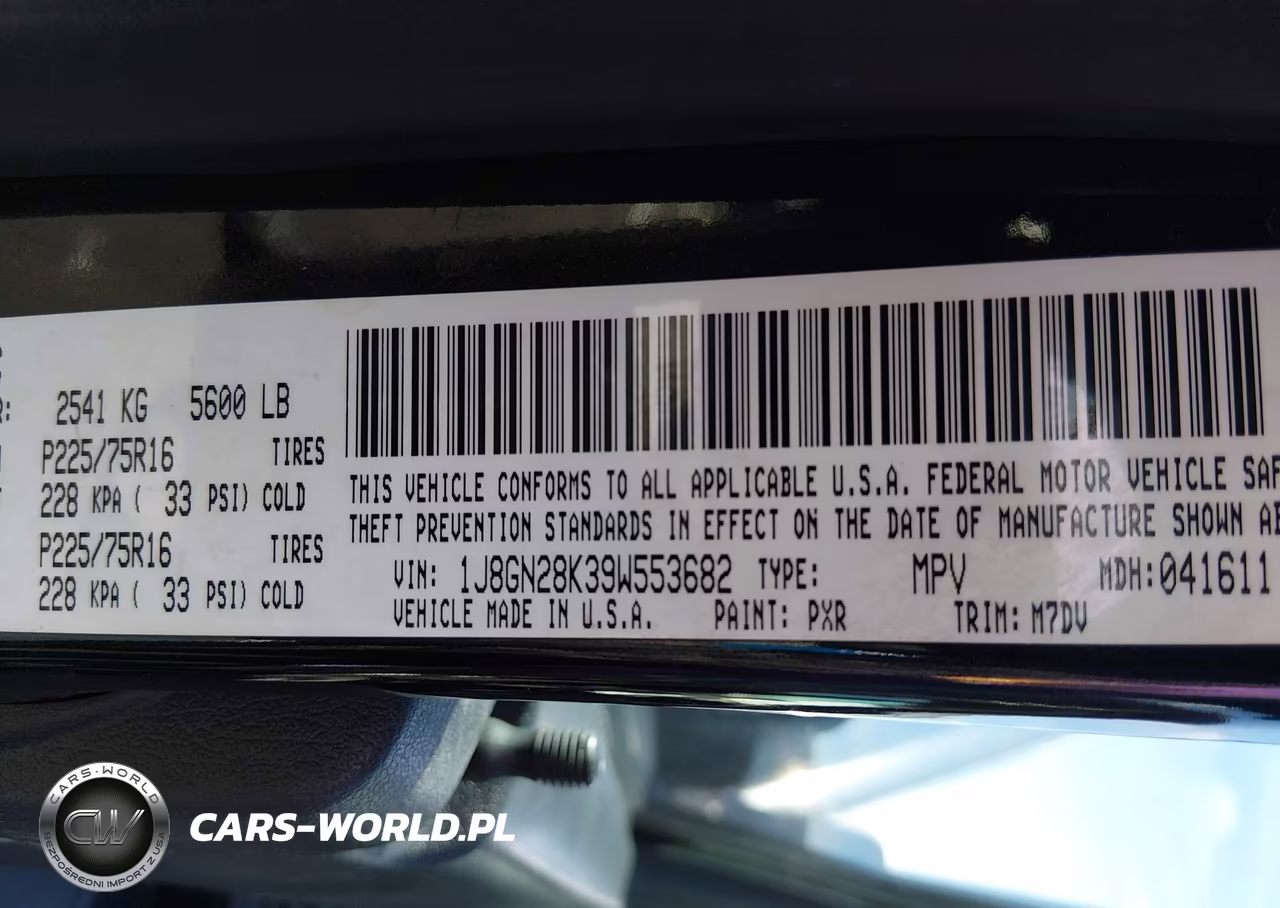 R: 2541 KG 5600 LB
P225/75R16 TIRES
228 KPA ( 33 PSI) COLD
P225/75R16 TIRES
228 KPA ( 33 PSI) COLD
THIS VEHICLE CONFORMS TO ALL APPLICABLE U.S.A. FEDERAL MOTOR VEHICLE SAF
THEFT PREVENTION STANDARDS IN EFFECT ON THE DATE OF MANUFACTURE SHOWN A
VIN: 1J8GN28K39W553682 TYPE: MPV MDH:041611
VEHICLE MADE IN U.S.A. PAINT: PXR TRIM: M7DV
CARS-WORLD
CW
BEZPOŚREDNI IMPORT Z USA
CARS-WORLD.PL